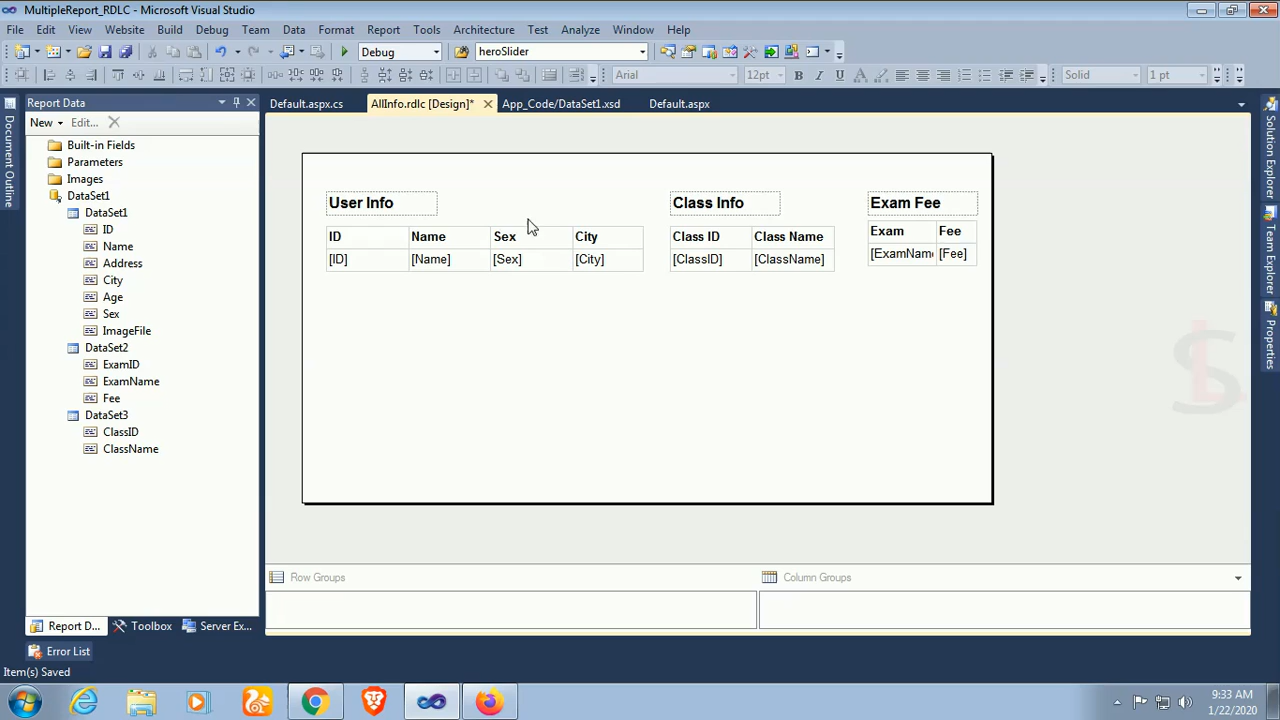 MultipleReport_RDLC - Microsoft Visual Studio
File Edit View Website Build Debug Team Data Format Report Tools Architecture Test Analyze Window Help
Debug heroSlider
Arial 12pt B I U A Solid 1 pt
Document Outline
Report Data
New Edit...
Built-in Fields
Parameters
Images
DataSet1
DataSet1
ID
Name
Address
City
Age
Sex
ImageFile
DataSet2
ExamID
ExamName
Fee
DataSet3
ClassID
ClassName
Report D... Toolbox Server Ex...
Default.aspx.cs AllInfo.rdlc [Design]* App_Code/DataSet1.xsd Default.aspx
User Info Class Info Exam Fee
ID Name Sex City Class ID Class Name Exam Fee
[ID] [Name] [Sex] [City] [ClassID] [ClassName] [ExamName [Fee]
Row Groups Column Groups
Solution Explorer
Team Explorer
Properties
Error List
Item(s) Saved
9:33 AM
1/22/2020